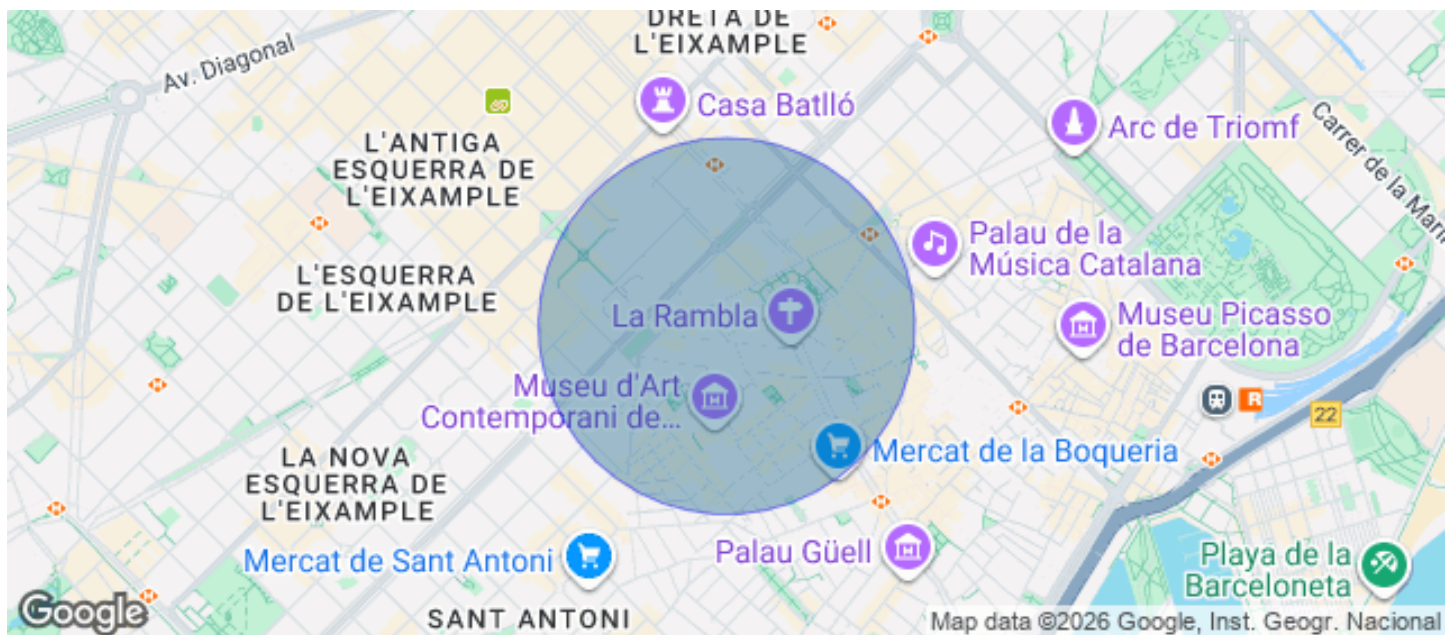 DRETA DE
L'EIXAMPLE
Av. Diagonal
Casa Batlló
Arc de Triomf
Carrer de la Marin
L'ANTIGA
ESQUERRA DE
L'EIXAMPLE
Palau de la
Música Catalana
L'ESQUERRA
DE L'EIXAMPLE
La Rambla
Museu Picasso
de Barcelona
Museu d'Art
Contemporani de...
R
22
Mercat de la Boqueria
LA NOVA
ESQUERRA DE
L'EIXAMPLE
Mercat de Sant Antoni
Palau Güell
Playa de la
Barceloneta
SANT ANTONI
Google
Map data ©2026 Google, Inst. Geogr. Nacional